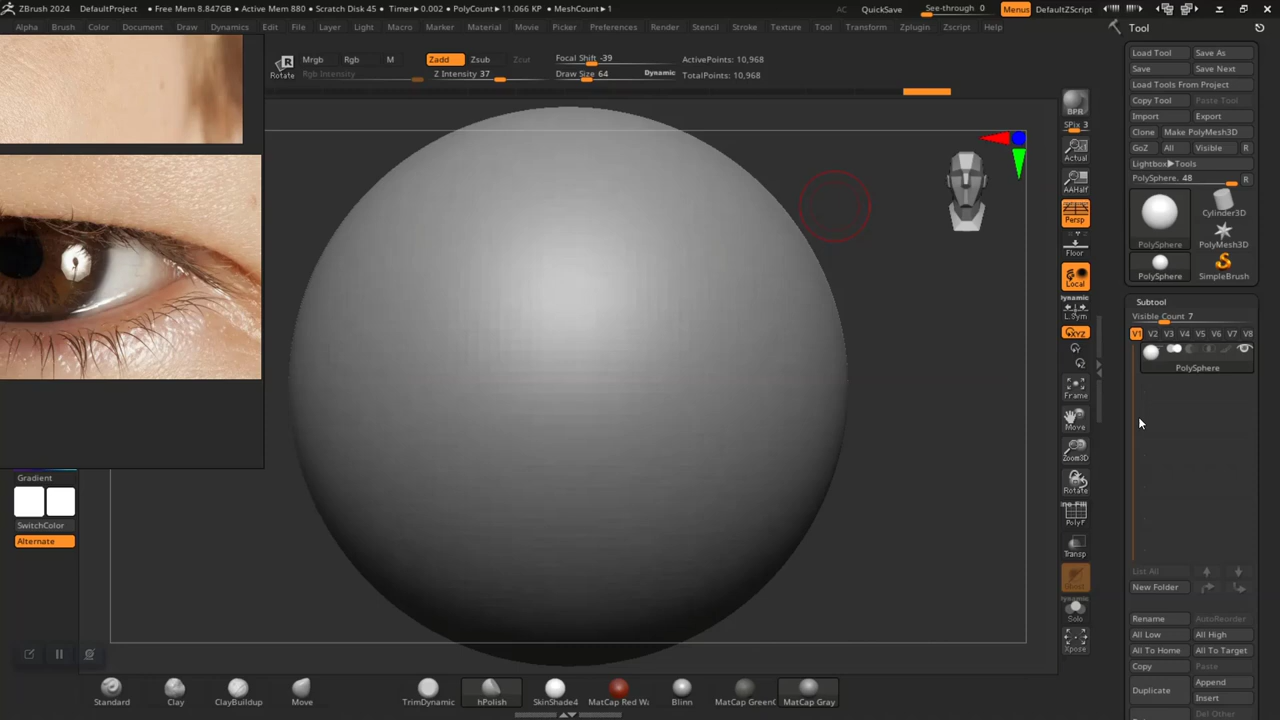 ZBrush 2024 DefaultProject • Free Mem 8.847GB • Active Mem 880 • Scratch Disk 45 • Timer▶0.002 • PolyCount▶11.066 KP • MeshCount▶1 AC QuickSave See-through 0 Menus DefaultZScript
Alpha Brush Color Document Draw Dynamics Edit File Layer Light Macro Marker Material Movie Picker Preferences Render Stencil Stroke Texture Tool Transform Zplugin Zscript Help
Tool
Load Tool Save As
Save Save Next
Load Tools From Project
Copy Tool Paste Tool
Import Export
Clone Make PolyMesh3D
GoZ All Visible R
Lightbox▶Tools
PolySphere. 48 R
PolySphere Cylinder3D
PolyMesh3D
PolySphere SimpleBrush
Subtool
Visible Count 7
V1 V2 V3 V4 V5 V6 V7 V8
PolySphere
List All
New Folder
Rename AutoReorder
All Low All High
All To Home All To Target
Copy Paste
Duplicate Append
Insert
Del Other
Rotate
Mrgb Rgb M
Rgb Intensity
Zadd Zsub Zcut
Z Intensity 37
Focal Shift -39
Draw Size 64 Dynamic
ActivePoints: 10,968
TotalPoints: 10,968
BPR
SPix 3
Actual
AAHalf
Persp
Floor
Local
Dynamic
L.Sym
XYZ
Frame
Move
Zoom3D
Rotate
PolyF
Transp
Ghost
Dynamic
Solo
Xpose
Gradient
SwitchColor
Alternate
Standard Clay ClayBuildup Move TrimDynamic hPolish SkinShade4 MatCap Red Wa Blinn MatCap GreenC MatCap Gray